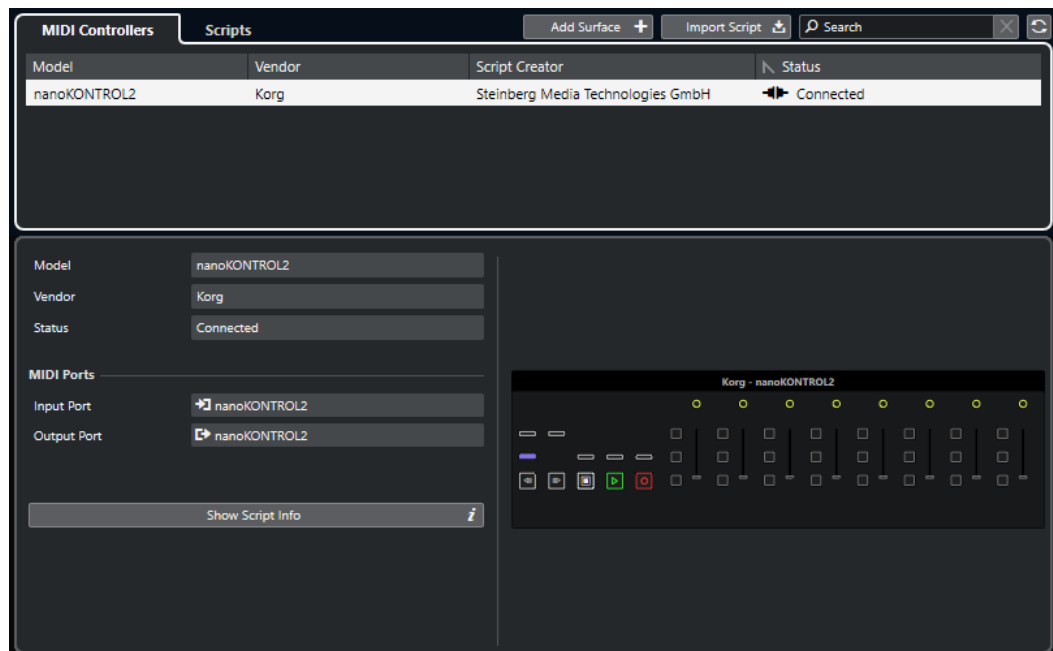 MIDI Controllers
Scripts
Add Surface
Import Script
Search
Model Vendor Script Creator Status
nanoKONTROL2 Korg Steinberg Media Technologies GmbH Connected
Model nanoKONTROL2
Vendor Korg
Status Connected
MIDI Ports
Input Port nanoKONTROL2
Output Port nanoKONTROL2
Show Script Info i
Korg - nanoKONTROL2